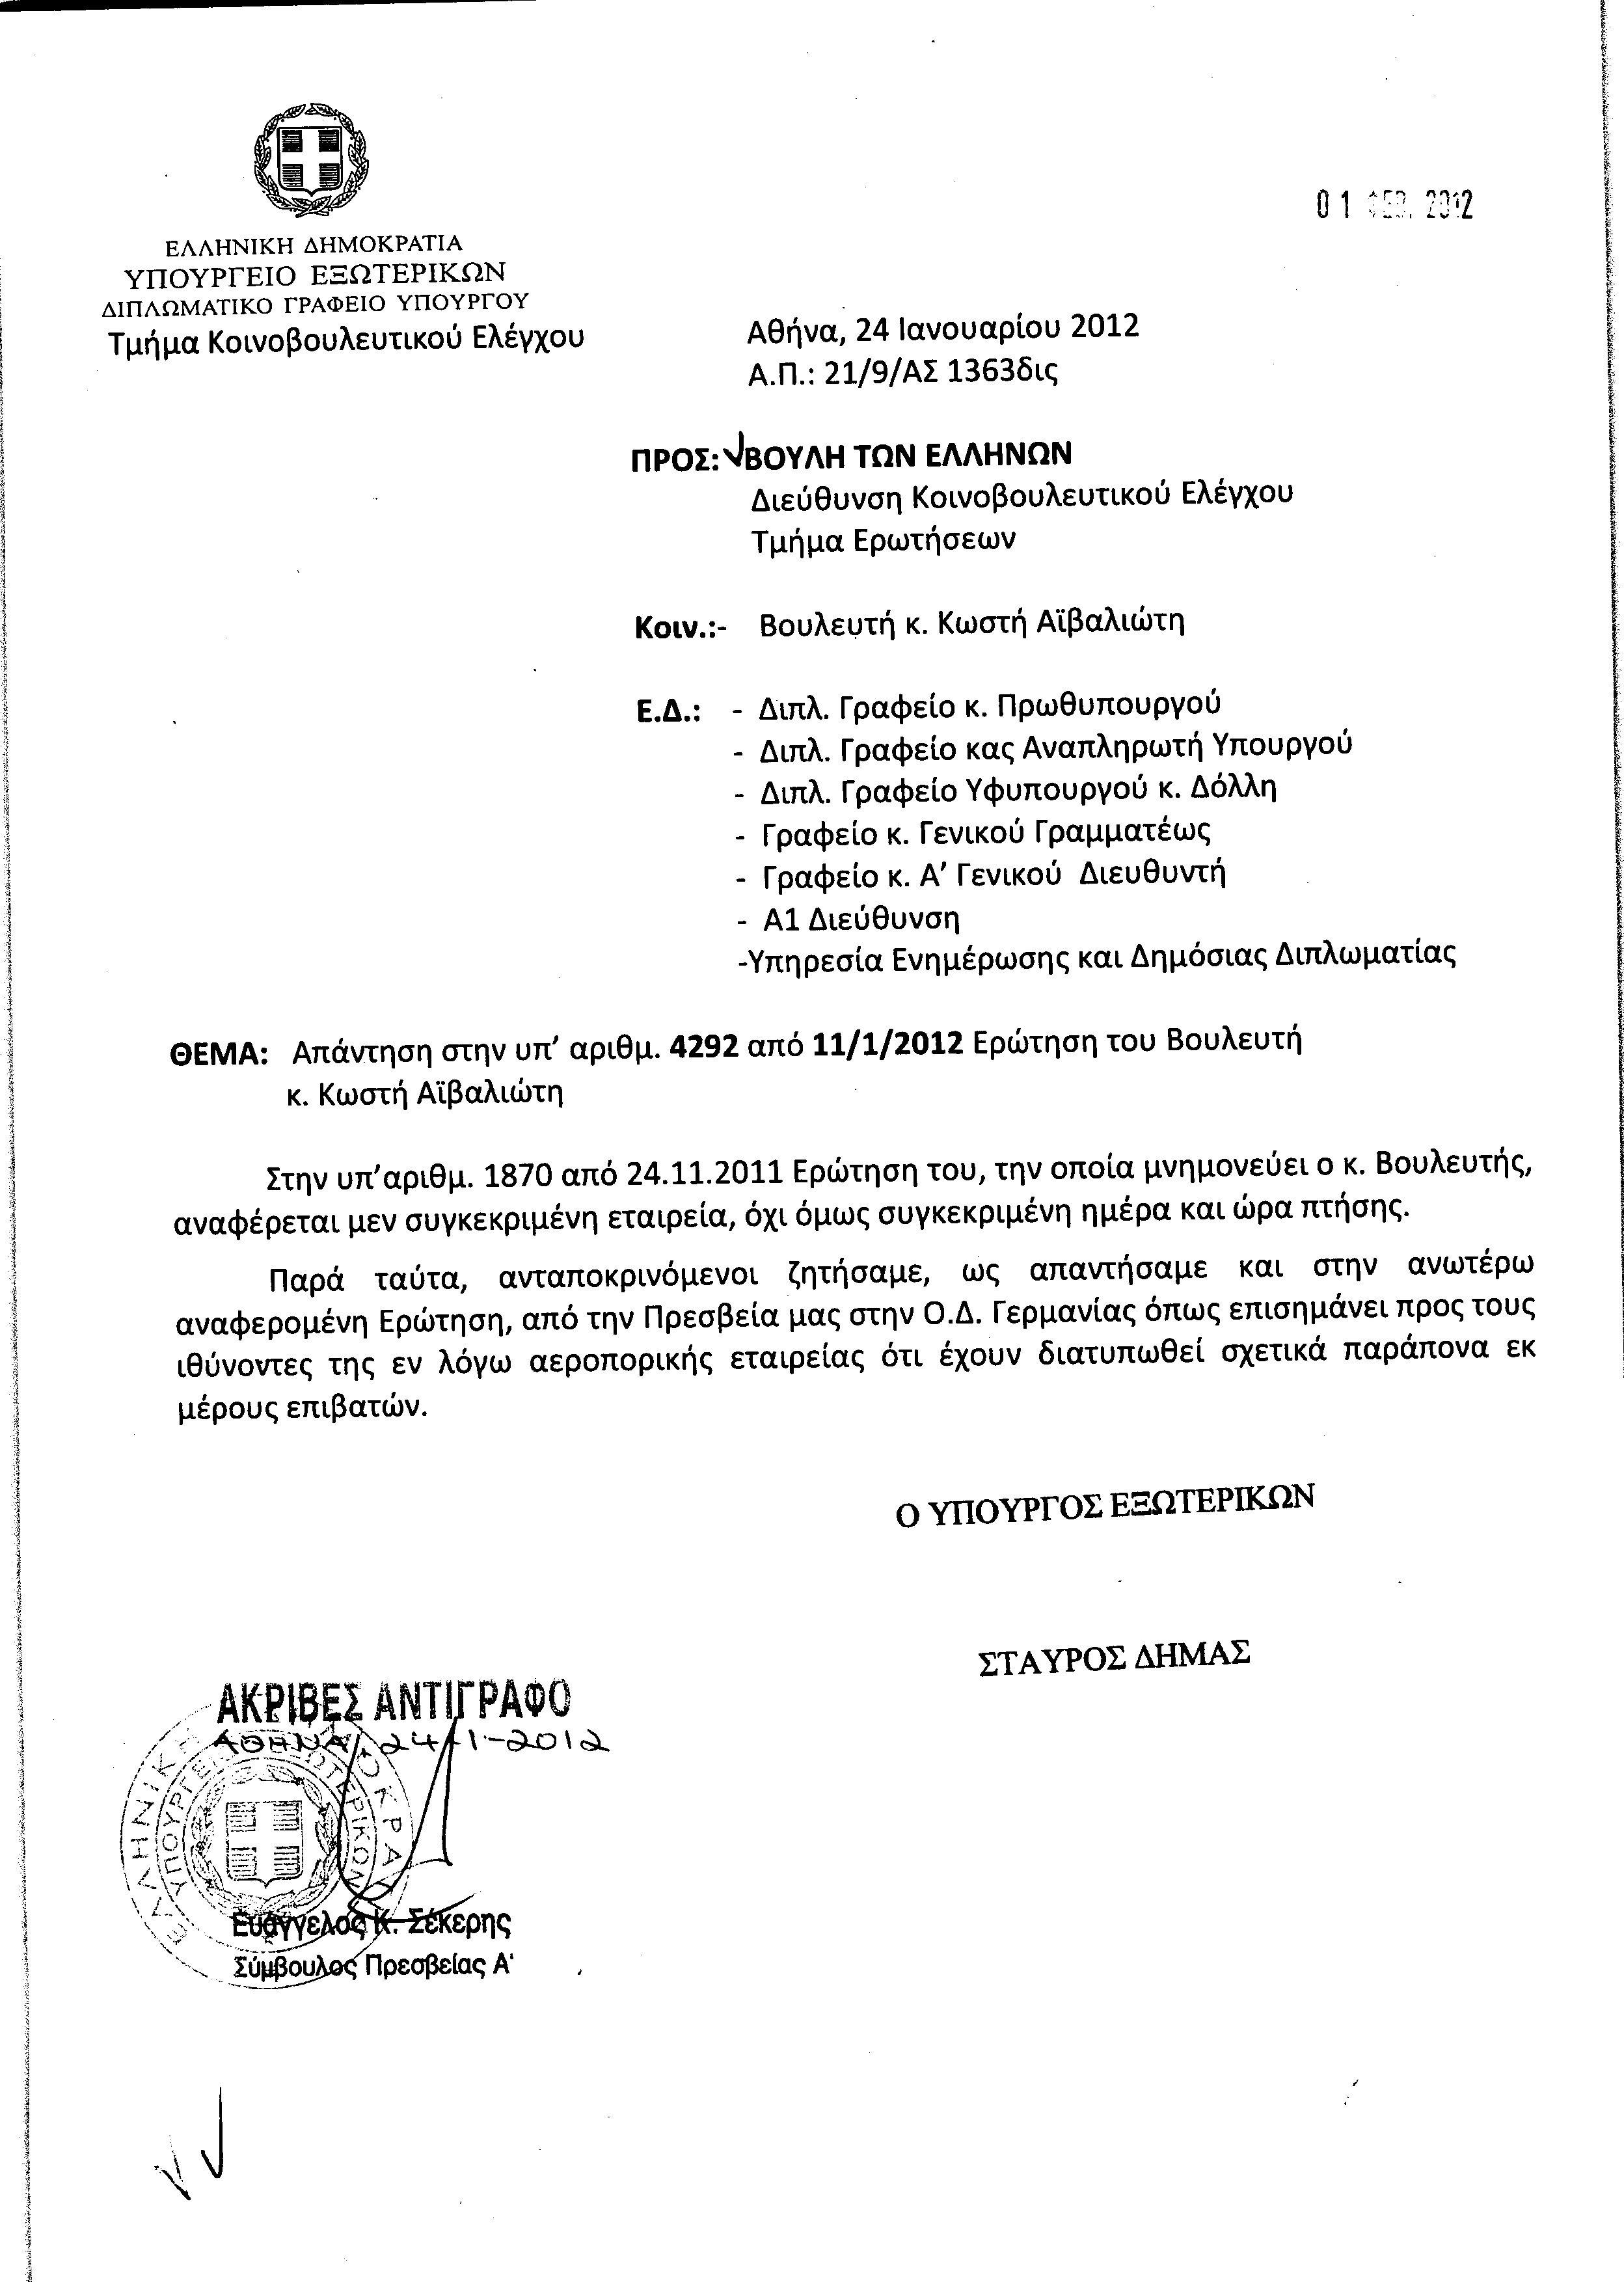 01 ΦΕΒ. 2012
ΕΛΛΗΝΙΚΗ ΔΗΜΟΚΡΑΤΙΑ
ΥΠΟΥΡΓΕΙΟ ΕΞΩΤΕΡΙΚΩΝ
ΔΙΠΛΩΜΑΤΙΚΟ ΓΡΑΦΕΙΟ ΥΠΟΥΡΓΟΥ
Τμήμα Κοινοβουλευτικού Ελέγχου
Αθήνα, 24 Ιανουαρίου 2012
Α.Π.: 21/9/ΑΣ 1363δις
ΠΡΟΣ: ΒΟΥΛΗ ΤΩΝ ΕΛΛΗΝΩΝ
Διεύθυνση Κοινοβουλευτικού Ελέγχου
Τμήμα Ερωτήσεων
Κοιν.:- Βουλευτή κ. Κωστή Αϊβαλιώτη
Ε.Δ.: - Διπλ. Γραφείο κ. Πρωθυπουργού
- Διπλ. Γραφείο κας Αναπληρωτή Υπουργού
- Διπλ. Γραφείο Υφυπουργού κ. Δόλλη
- Γραφείο κ. Γενικού Γραμματέως
- Γραφείο κ. Α' Γενικού Διευθυντή
- Α1 Διεύθυνση
-Υπηρεσία Ενημέρωσης και Δημόσιας Διπλωματίας
ΘΕΜΑ: Απάντηση στην υπ' αριθμ. 4292 από 11/1/2012 Ερώτηση του Βουλευτή
κ. Κωστή Αϊβαλιώτη
Στην υπ'αριθμ. 1870 από 24.11.2011 Ερώτηση του, την οποία μνημονεύει ο κ. Βουλευτής,
αναφέρεται μεν συγκεκριμένη εταιρεία, όχι όμως συγκεκριμένη ημέρα και ώρα πτήσης.
Παρά ταύτα, ανταποκρινόμενοι ζητήσαμε, ως απαντήσαμε και στην ανωτέρω
αναφερομένη Ερώτηση, από την Πρεσβεία μας στην Ο.Δ. Γερμανίας όπως επισημάνει προς τους
ιθύνοντες της εν λόγω αεροπορικής εταιρείας ότι έχουν διατυπωθεί σχετικά παράπονα εκ
μέρους επιβατών.
Ο ΥΠΟΥΡΓΟΣ ΕΞΩΤΕΡΙΚΩΝ
ΣΤΑΥΡΟΣ ΔΗΜΑΣ
ΑΚΡΙΒΕΣ ΑΝΤΙΓΡΑΦΟ
ΑΘΗΝΑ, 24-1-2012
Ευάγγελος Κ. Σέκερης
Σύμβουλος Πρεσβείας Α'